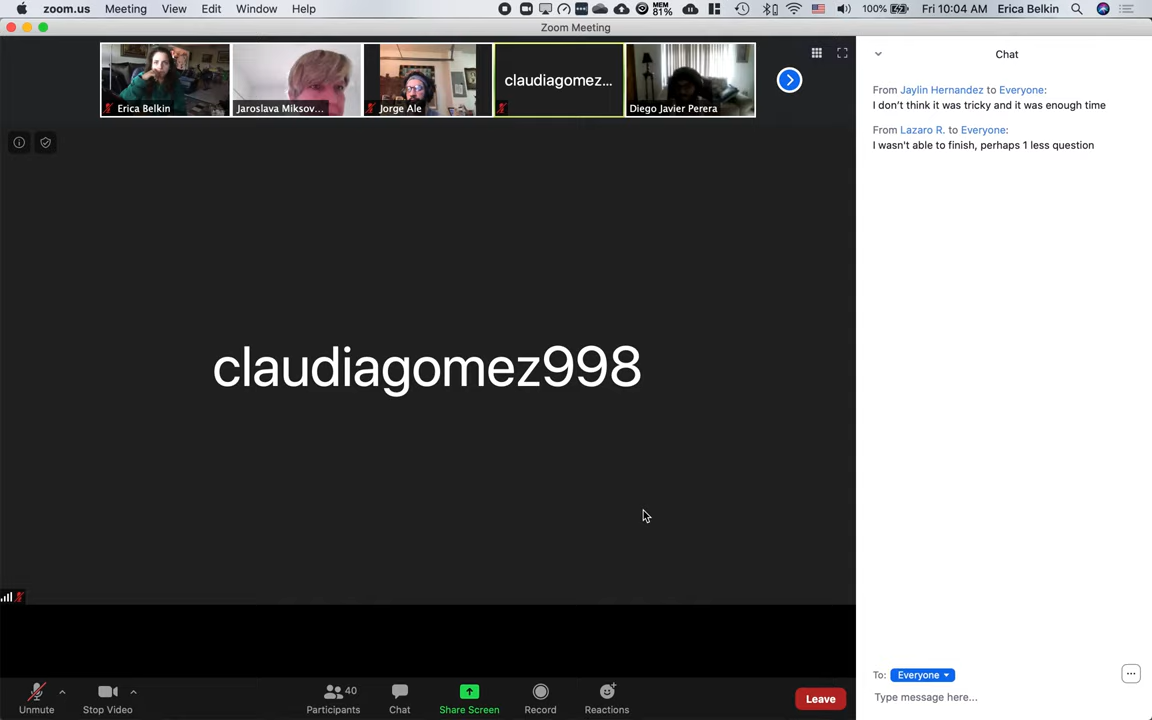 zoom.us Meeting View Edit Window Help MEM 81% 100% Fri 10:04 AM Erica Belkin
Zoom Meeting
Erica Belkin
Jaroslava Miksov...
Jorge Ale
claudiagomez...
Diego Javier Perera
claudiagomez998
Chat
From Jaylin Hernandez to Everyone:
I don't think it was tricky and it was enough time
From Lazaro R. to Everyone:
I wasn't able to finish, perhaps 1 less question
To: Everyone
Type message here...
Unmute
Stop Video
40
Participants
Chat
Share Screen
Record
Reactions
Leave